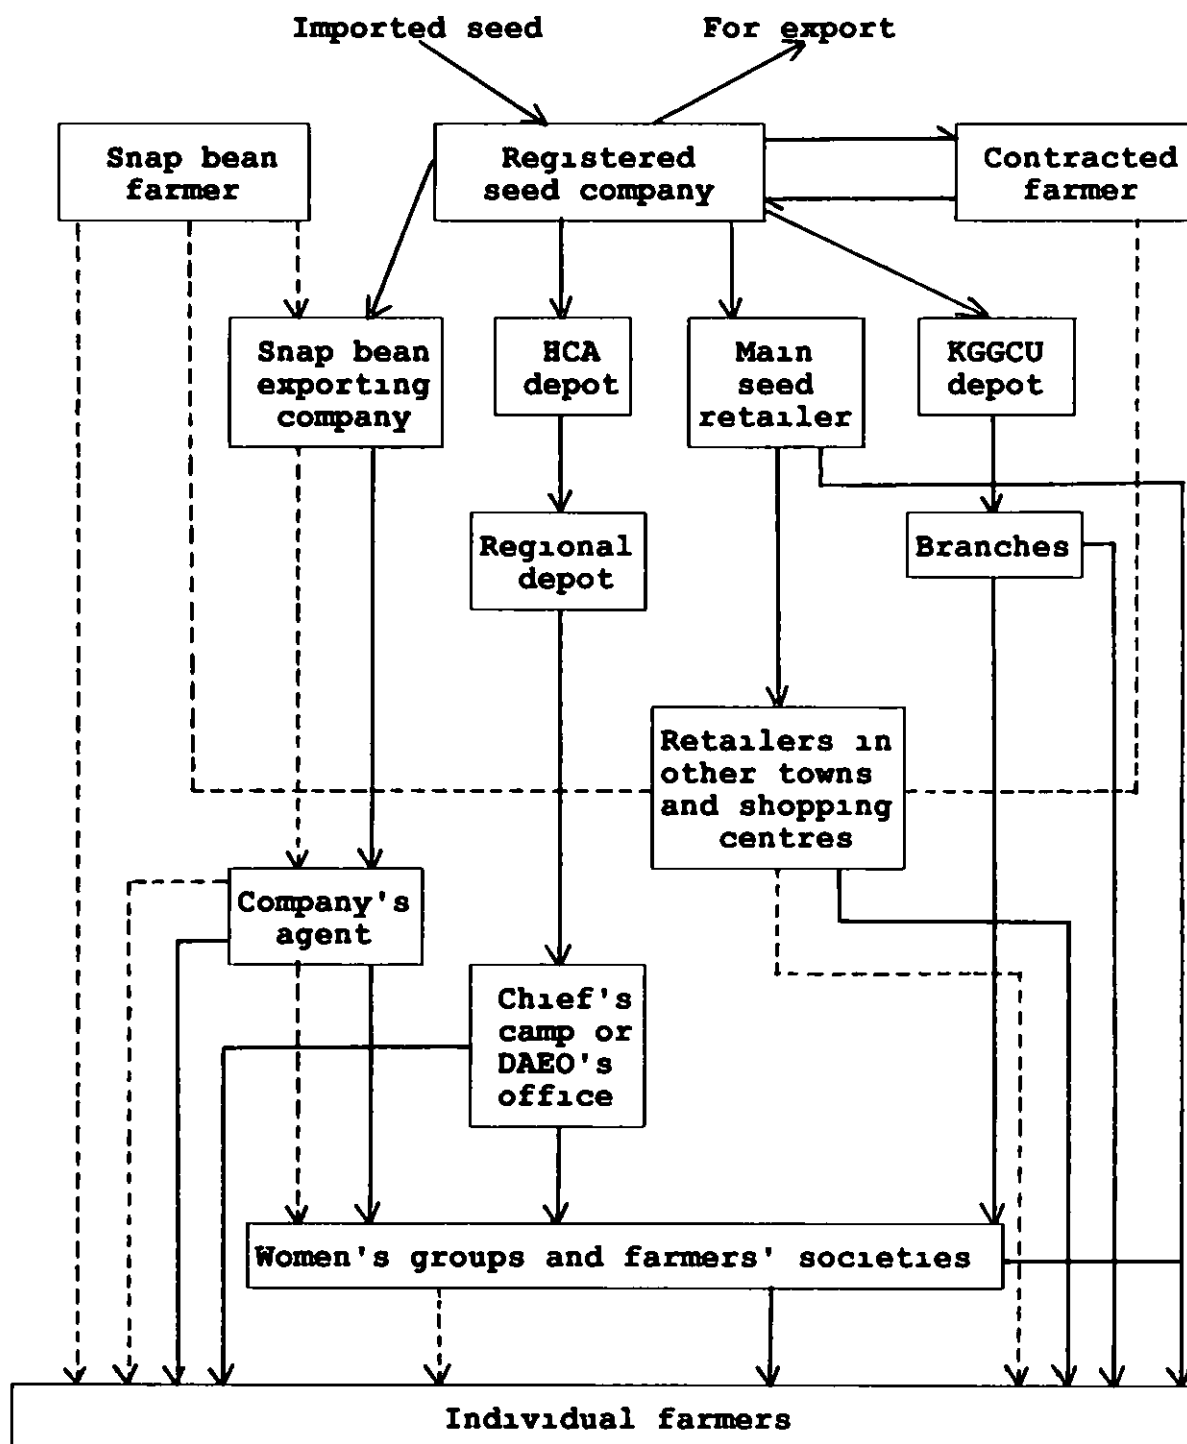 Imported seed
For export
Snap bean
farmer
Registered
seed company
Contracted
farmer
Snap bean
exporting
company
HCA
depot
Main
seed
retailer
KGGCU
depot
Regional
depot
Branches
Retailers in
other towns
and shopping
centres
Company's
agent
Chief's
camp or
DAEO's
office
Women's groups and farmers' societies
Individual farmers